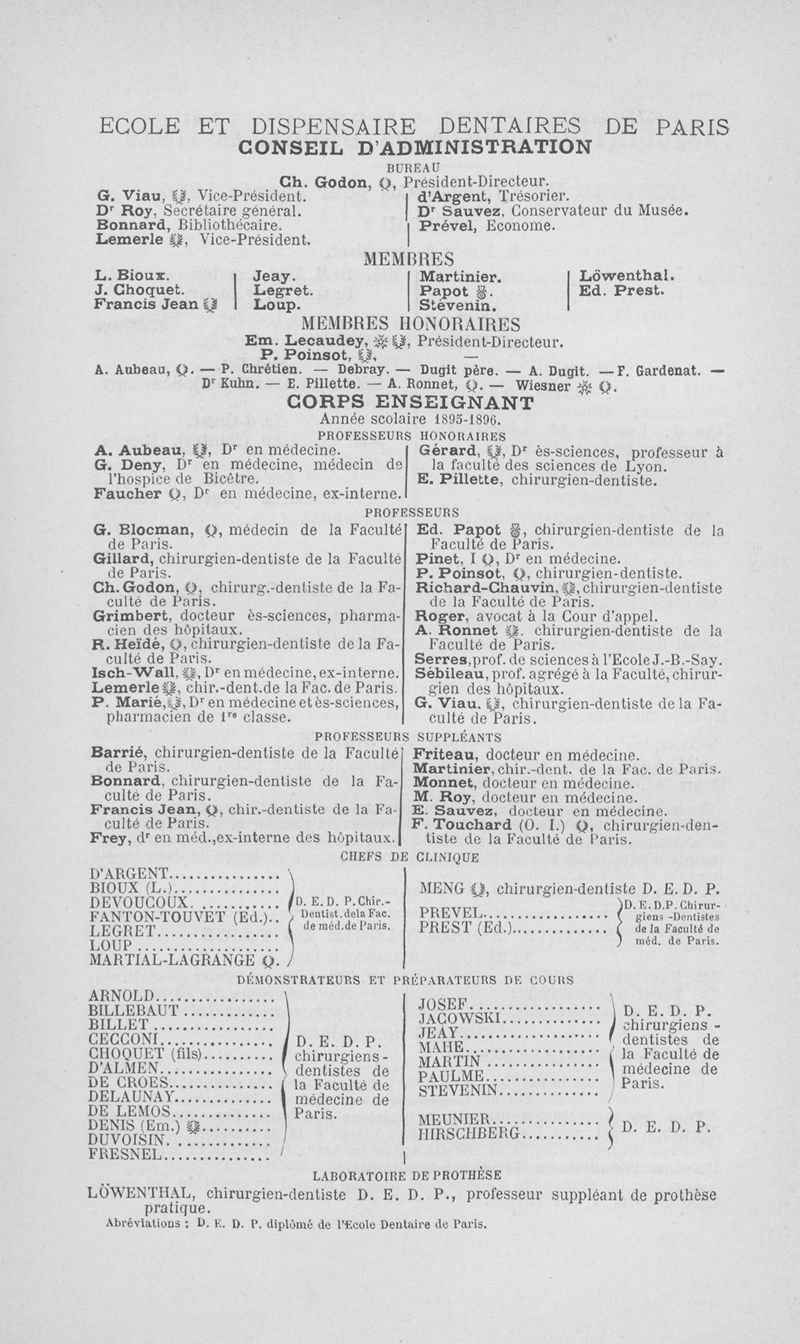 ECOLE ET DISPENSAIRE DENTAIRES DE PARIS
CONSEIL D'ADMINISTRATION
BUREAU
Ch. Godon, Q, Président-Directeur.
G. Viau, Vice-Président.
Dr Roy, Secrétaire général.
Bonnard, Bibliothécaire.
Lemerle, Vice-Président.
d'Argent, Trésorier.
Dr Sauvez, Conservateur du Musée.
Prével, Econome.
MEMBRES
L. Bioux.
J. Choquet.
Francis Jean
Jeay.
Legret.
Loup.
Martinier.
Papot.
Stévenin.
Löwenthal.
Ed. Prest.
MEMBRES HONORAIRES
Em. Lecaudey, Président-Directeur.
P. Poinsot, —
A. Aubeau, Q. — P. Chrétien. — Debray. — Dugit père. — A. Dugit. — F. Gardenat. —
Dr Kuhn. — E. Pillette. — A. Ronnet, Q. — Wiesner Q.
CORPS ENSEIGNANT
Année scolaire 1895-1896.
PROFESSEURS HONORAIRES
A. Aubeau, Dr en médecine.
G. Deny, Dr en médecine, médecin de
l'hospice de Bicêtre.
Faucher Q, Dr en médecine, ex-interne.
Gérard, Dr ès-sciences, professeur à
la faculté des sciences de Lyon.
E. Pillette, chirurgien-dentiste.
PROFESSEURS
G. Blocman, Q, médecin de la Faculté
de Paris.
Gillard, chirurgien-dentiste de la Faculté
de Paris.
Ch. Godon, Q, chirurg.-dentiste de la Fa-
culté de Paris.
Grimbert, docteur ès-sciences, pharma-
cien des hôpitaux.
R. Heïdé, Q, chirurgien-dentiste de la Fa-
culté de Paris.
Isch-Wall, Dr en médecine, ex-interne.
Lemerle, chir.-dent. de la Fac. de Paris.
P. Marié, Dr en médecine et ès-sciences,
pharmacien de 1re classe.
Ed. Papot, chirurgien-dentiste de la
Faculté de Paris.
Pinet, I Q, Dr en médecine.
P. Poinsot, Q, chirurgien-dentiste.
Richard-Chauvin, chirurgien-dentiste
de la Faculté de Paris.
Roger, avocat à la Cour d'appel.
A. Ronnet. chirurgien-dentiste de la
Faculté de Paris.
Serres, prof. de sciences à l'Ecole J.-B.-Say.
Sébileau, prof. agrégé à la Faculté, chirur-
gien des hôpitaux.
G. Viau, chirurgien-dentiste de la Fa-
culté de Paris.
PROFESSEURS SUPPLÉANTS
Barrié, chirurgien-dentiste de la Faculté
de Paris.
Bonnard, chirurgien-dentiste de la Fa-
culté de Paris.
Francis Jean, Q, chir.-dentiste de la Fa-
culté de Paris.
Frey, dr en méd., ex-interne des hôpitaux.
Friteau, docteur en médecine.
Martinier, chir.-dent. de la Fac. de Paris.
Monnet, docteur en médecine.
M. Roy, docteur en médecine.
E. Sauvez, docteur en médecine.
F. Touchard (O. I.) Q, chirurgien-den-
tiste de la Faculté de Paris.
CHEFS DE CLINIQUE
D'ARGENT
BIOUX (L.)
DEVOUCOUX
FANTON-TOUVET (Ed.)
LEGRET
LOUP
MARTIAL-LAGRANGE Q.
D. E. D. P. Chir.-
Dentist. de la Fac.
de méd. de Paris.
MENG, chirurgien-dentiste D. E. D. P.
PREVEL
PREST (Ed.)
D. E. D. P. Chirur-
giens-Dentistes
de la Faculté de
méd. de Paris.
DÉMONSTRATEURS ET PRÉPARATEURS DE COURS
ARNOLD
BILLEBAUT
BILLET
CECCONI
CHOQUET (fils)
D'ALMEN
DE CROES
DELAUNAY
DE LEMOS
DENIS (Em.)
DUVOISIN
FRESNEL
D. E. D. P.
chirurgiens-
dentistes de
la Faculté de
médecine de
Paris.
JOSEF
JACOWSKI
JEAY
MAHE
MARTIN
PAULME
STEVENIN
D. E. D. P.
chirurgiens-
dentistes de
la Faculté de
médecine de
Paris.
MEUNIER
HIRSCHBERG
D. E. D. P.
LABORATOIRE DE PROTHÈSE
LÖWENTHAL, chirurgien-dentiste D. E. D. P., professeur suppléant de prothèse
pratique.
Abréviations : D. E. D. P. diplômé de l'Ecole Dentaire de Paris.